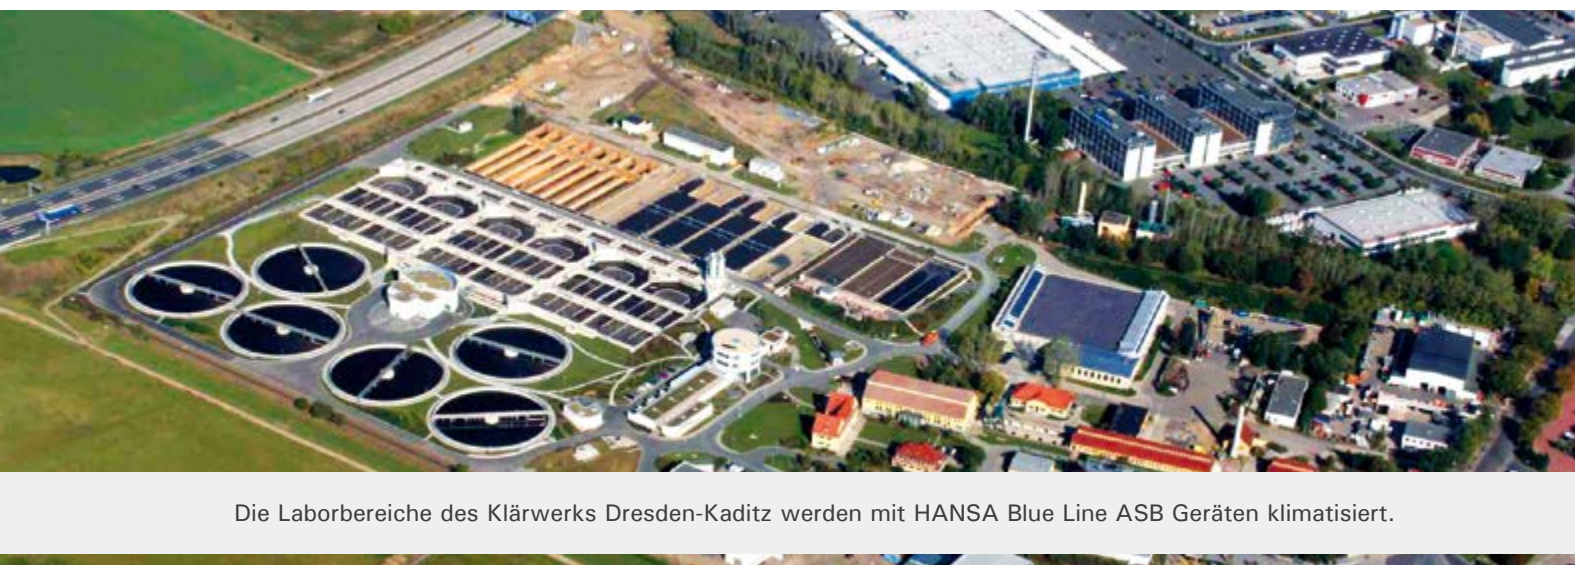 Die Laborbereiche des Klärwerks Dresden-Kaditz werden mit HANSA Blue Line ASB Geräten klimatisiert.